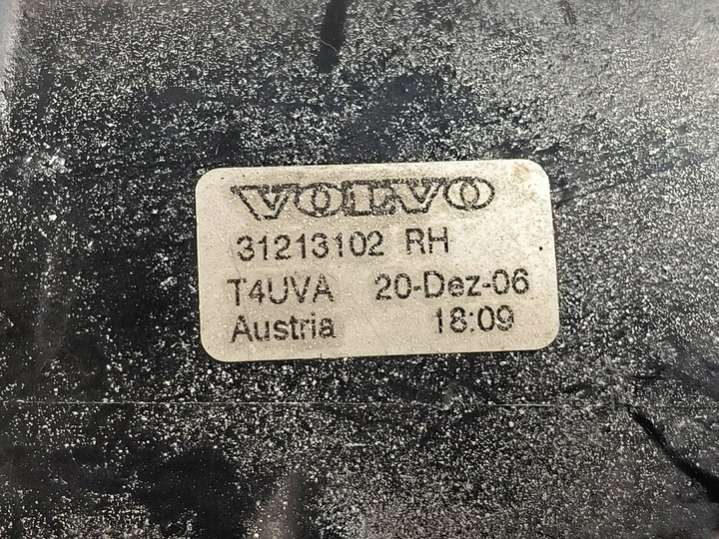 VOLVO
31213102 RH
T4UVA 20-Dez-06
Austria 18:09